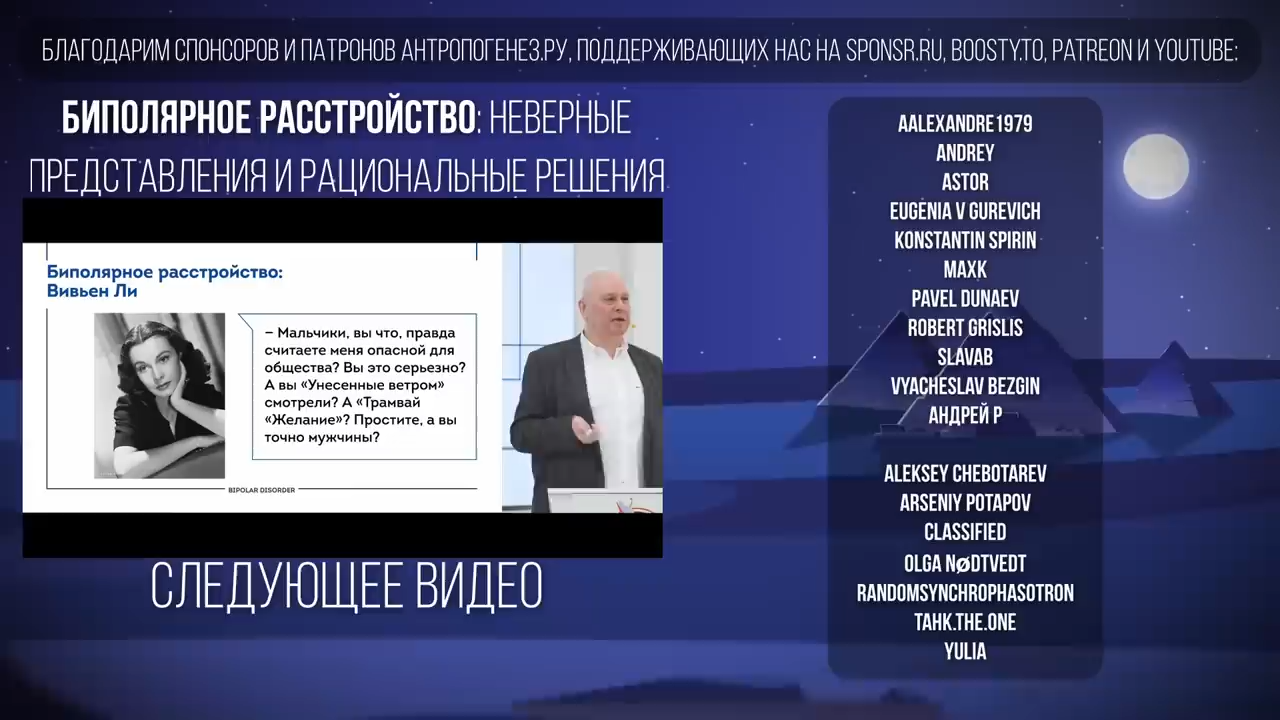 БЛАГОДАРИМ СПОНСОРОВ И ПАТРОНОВ АНТРОПОГЕНЕЗ.РУ, ПОДДЕРЖИВАЮЩИХ НАС НА SPONSR.RU, BOOSTY.TO, PATREON И YOUTUBE:
БИПОЛЯРНОЕ РАССТРОЙСТВО: НЕВЕРНЫЕ
ПРЕДСТАВЛЕНИЯ И РАЦИОНАЛЬНЫЕ РЕШЕНИЯ
Биполярное расстройство:
Вивьен Ли
– Мальчики, вы что, правда
считаете меня опасной для
общества? Вы это серьезно?
А вы «Унесенные ветром»
смотрели? А «Трамвай
«Желание»? Простите, а вы
точно мужчины?
BIPOLAR DISORDER
СЛЕДУЮЩЕЕ ВИДЕО
AALEXANDRE1979
ANDREY
ASTOR
EUGENIA V GUREVICH
KONSTANTIN SPIRIN
MAXK
PAVEL DUNAEV
ROBERT GRISLIS
SLAVAB
VYACHESLAV BEZGIN
АНДРЕЙ Р
ALEKSEY CHEBOTAREV
ARSENIY POTAPOV
CLASSIFIED
OLGA NØDTVEDT
RANDOMSYNCHROPHASOTRON
TAHK.THE.ONE
YULIA